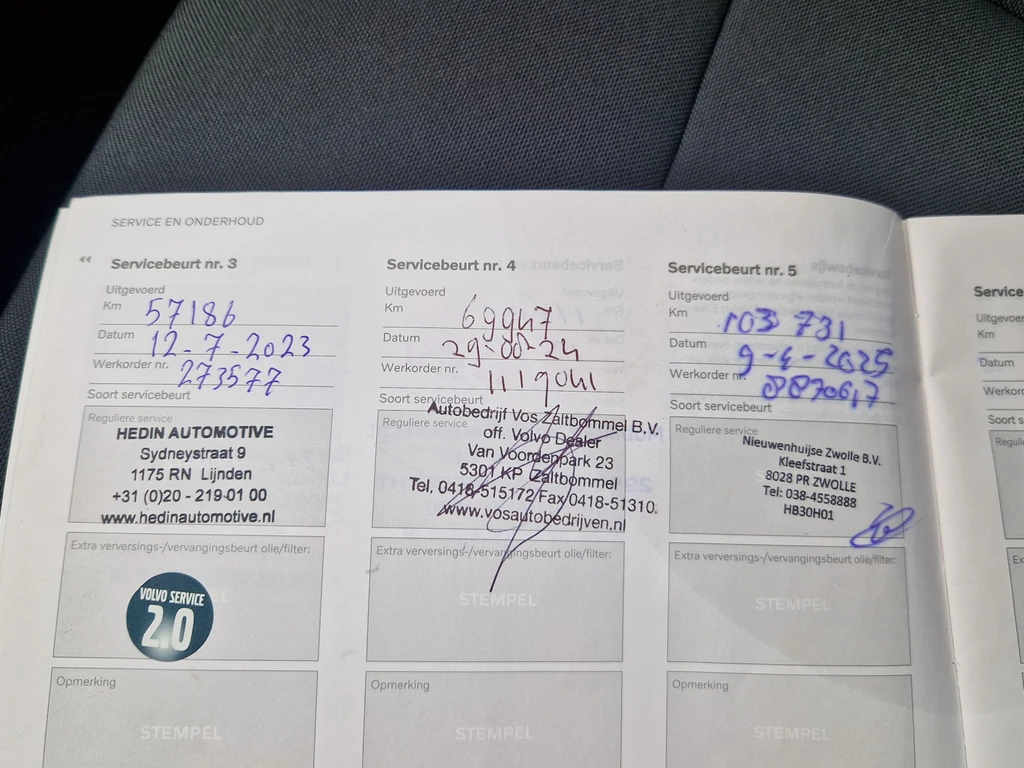 SERVICE EN ONDERHOUD
Servicebeurt nr. 3
Uitgevoerd
Km 57186
Datum 12-7-2023
Werkorder nr. 273577
Soort servicebeurt
Reguliere service
HEDIN AUTOMOTIVE
Sydneystraat 9
1175 RN Lijnden
+31 (0)20 - 219 01 00
www.hedinautomotive.nl
Extra verversings-/vervangingsbeurt olie/filter:
VOLVO SERVICE
2.0
Opmerking
STEMPEL
Servicebeurt nr. 4
Uitgevoerd
Km
Datum
Werkorder nr.
Soort servicebeurt
Reguliere service
Autobedrijf Vos Zaltbommel B.V.
off. Volvo Dealer
Van Voordenpark 23
5301 KP Zaltbommel
Tel. 0418-515172/Fax 0418-51310.
www.vosautobedrijven.nl
Extra verversings-/vervangingsbeurt olie/filter:
STEMPEL
Opmerking
STEMPEL
Servicebeurt nr. 5
Uitgevoerd
Km 103 731
Datum 9-4-2025
Werkorder nr.
Soort servicebeurt
Reguliere service
Nieuwenhuijse Zwolle B.V.
Kleefstraat 1
8028 PR ZWOLLE
Tel: 038-4558888
HB30H01
Extra verversings-/vervangingsbeurt olie/filter:
STEMPEL
Opmerking
STEMPEL
Service
Km
Datum